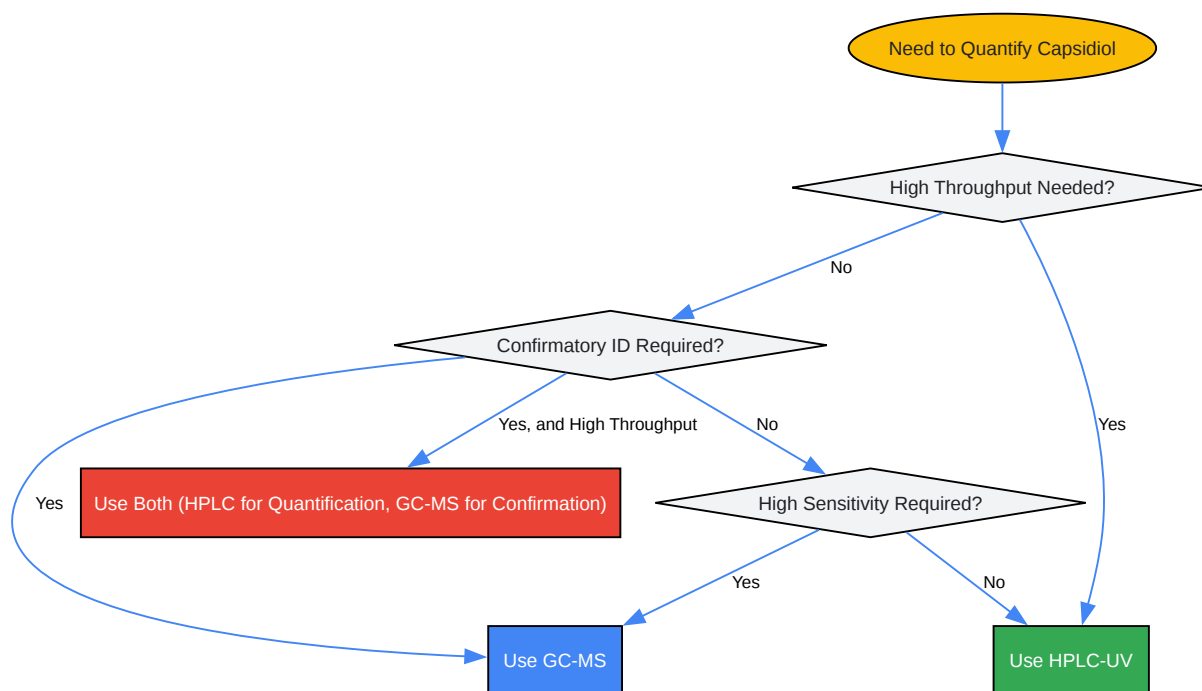 Need to Quantify Capsidiol
High Throughput Needed?
No
Confirmatory ID Required?
Yes, and High Throughput
No
Yes
Yes
Use Both (HPLC for Quantification, GC-MS for Confirmation)
High Sensitivity Required?
Yes
No
Use GC-MS
Use HPLC-UV